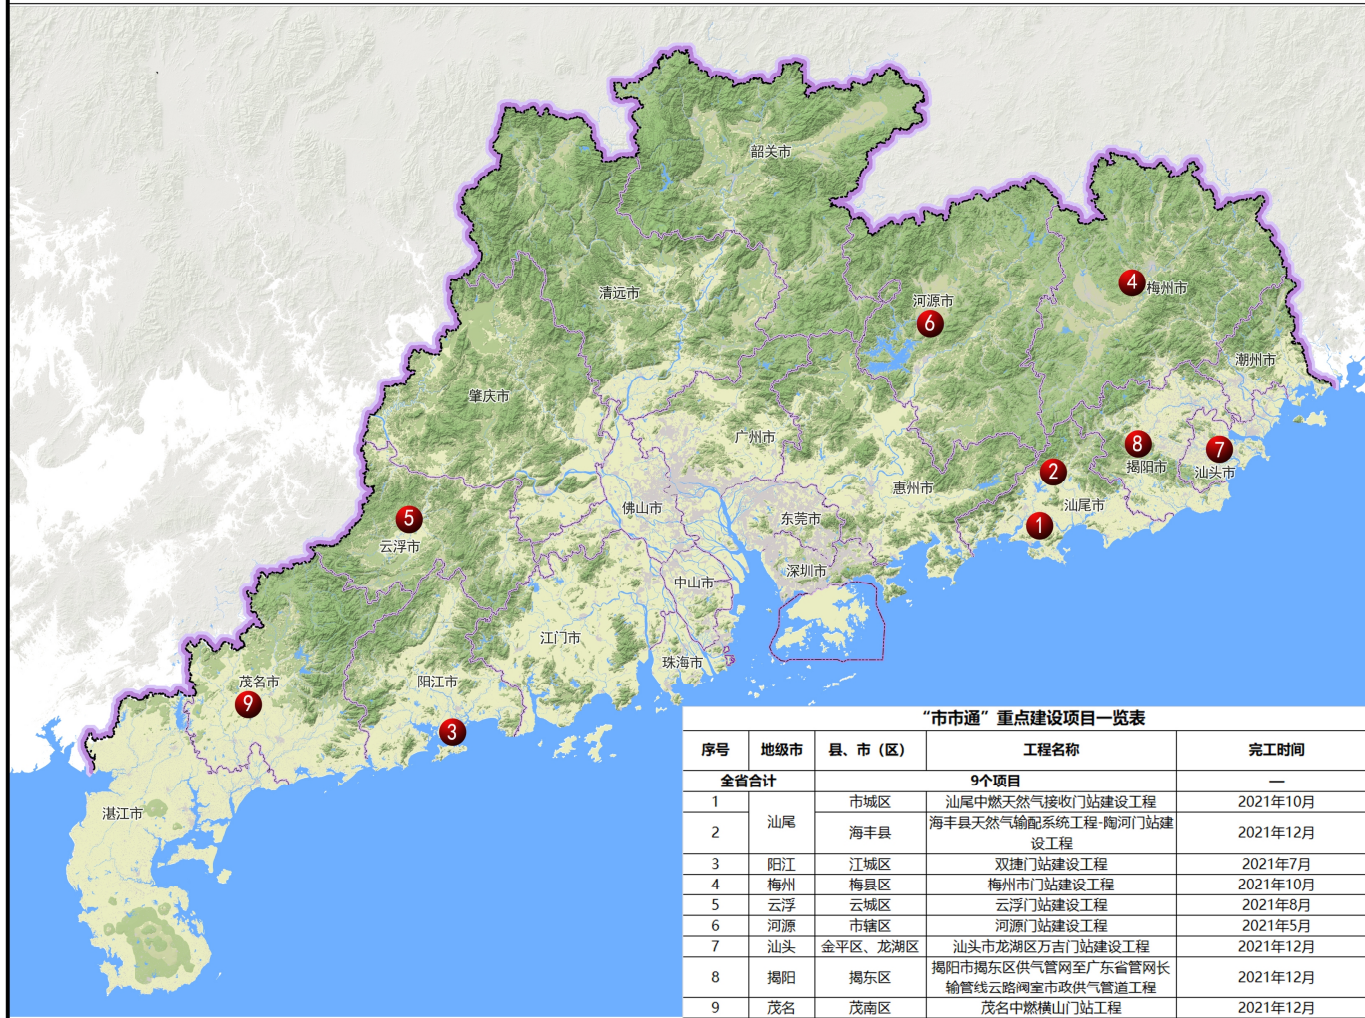 韶关市
清远市
河源市
6
4
梅州市
潮州市
肇庆市
广州市
8
揭阳市
7
汕头市
2
惠州市
汕尾市
1
佛山市
东莞市
5
云浮市
深圳市
中山市
江门市
珠海市
茂名市
9
阳江市
3
湛江市
“市市通”重点建设项目一览表
序号 地级市 县、市（区） 工程名称 完工时间
全省合计 9个项目 —
1 汕尾 市城区 汕尾中燃天然气接收门站建设工程 2021年10月
2 海丰县 海丰县天然气输配系统工程-陶河门站建
设工程 2021年12月
3 阳江 江城区 双捷门站建设工程 2021年7月
4 梅州 梅县区 梅州市门站建设工程 2021年10月
5 云浮 云城区 云浮门站建设工程 2021年8月
6 河源 市辖区 河源门站建设工程 2021年5月
7 汕头 金平区、龙湖区 汕头市龙湖区万吉门站建设工程 2021年12月
8 揭阳 揭东区 揭阳市揭东区供气管网至广东省管网长
输管线云路阀室市政供气管道工程 2021年12月
9 茂名 茂南区 茂名中燃横山门站工程 2021年12月